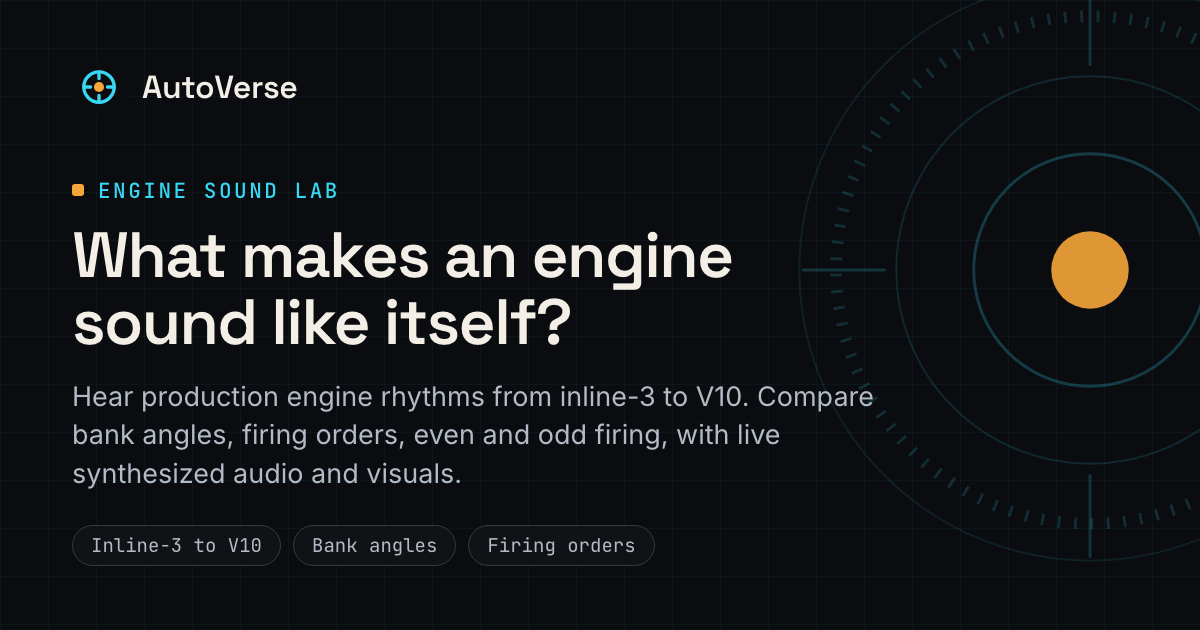 AutoVerse
ENGINE SOUND LAB
What makes an engine
sound like itself?
Hear production engine rhythms from inline-3 to V10. Compare
bank angles, firing orders, even and odd firing, with live
synthesized audio and visuals.
Inline-3 to V10
Bank angles
Firing orders